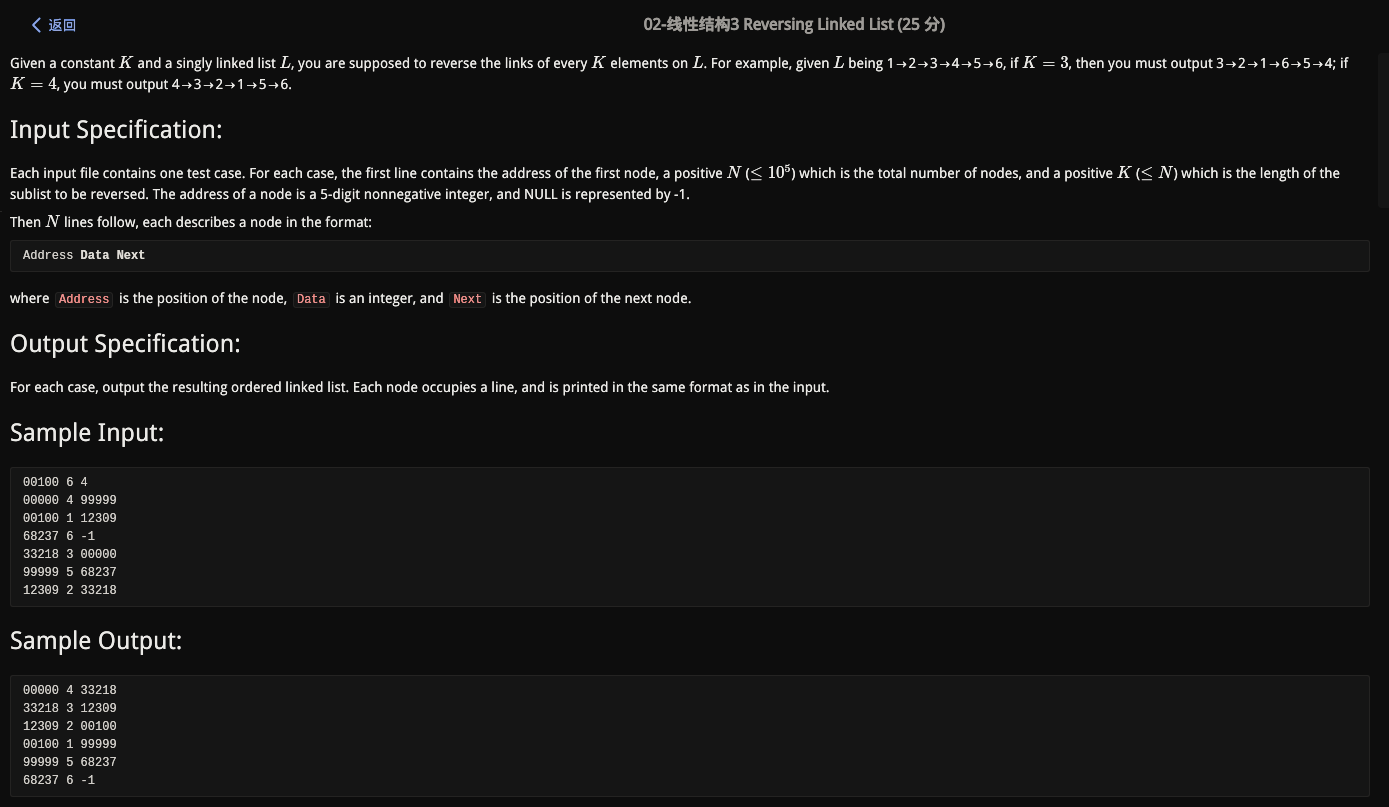 返回
02-线性结构3 Reversing Linked List (25 分)
Given a constant K and a singly linked list L, you are supposed to reverse the links of every K elements on L. For example, given L being 1→2→3→4→5→6, if K = 3, then you must output 3→2→1→6→5→4; if
K = 4, you must output 4→3→2→1→5→6.
Input Specification:
Each input file contains one test case. For each case, the first line contains the address of the first node, a positive N (≤ 10⁵) which is the total number of nodes, and a positive K (≤ N) which is the length of the
sublist to be reversed. The address of a node is a 5-digit nonnegative integer, and NULL is represented by -1.
Then N lines follow, each describes a node in the format:
Address Data Next
where Address is the position of the node, Data is an integer, and Next is the position of the next node.
Output Specification:
For each case, output the resulting ordered linked list. Each node occupies a line, and is printed in the same format as in the input.
Sample Input:
00100 6 4
00000 4 99999
00100 1 12309
68237 6 -1
33218 3 00000
99999 5 68237
12309 2 33218
Sample Output:
00000 4 33218
33218 3 12309
12309 2 00100
00100 1 99999
99999 5 68237
68237 6 -1